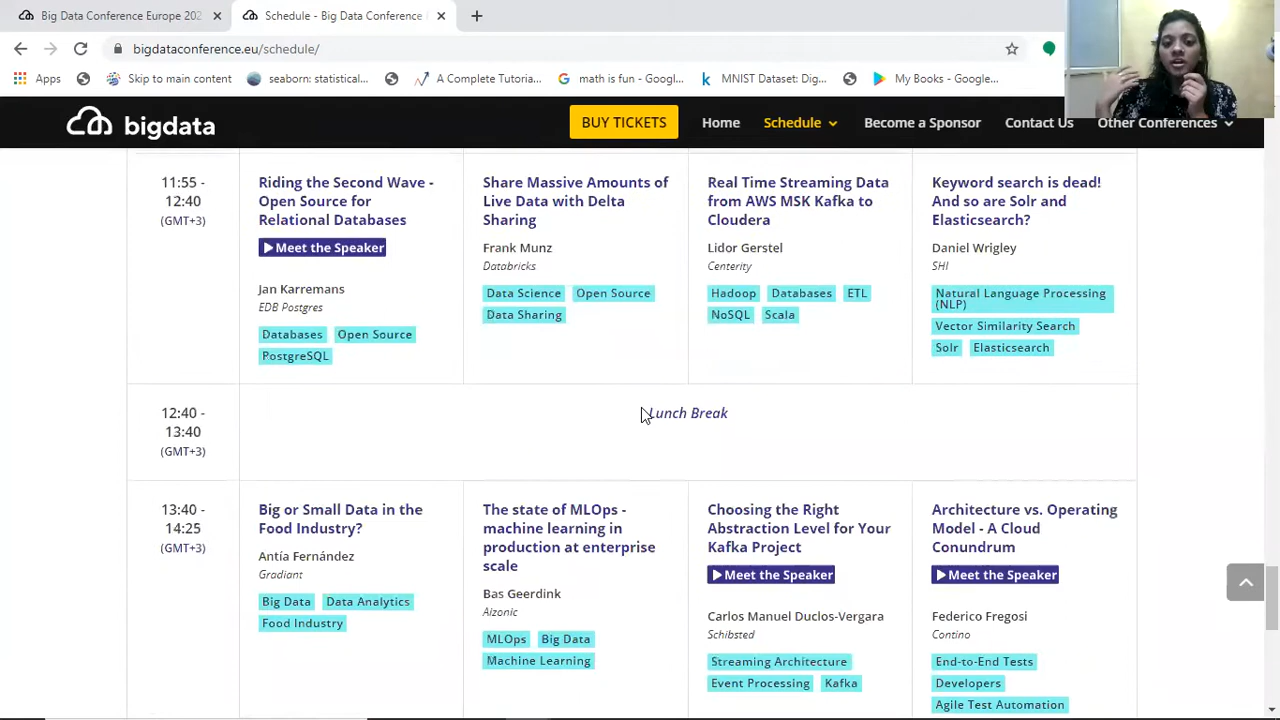 Big Data Conference Europe 202
Schedule - Big Data Conference
bigdataconference.eu/schedule/
Apps
Skip to main content
seaborn: statistical...
A Complete Tutoria...
math is fun - Googl...
MNIST Dataset: Dig...
My Books - Google...
bigdata
BUY TICKETS
Home
Schedule
Become a Sponsor
Contact Us
Other Conferences
11:55 -
12:40
(GMT+3)
Riding the Second Wave -
Open Source for
Relational Databases
Meet the Speaker
Jan Karremans
EDB Postgres
Databases
Open Source
PostgreSQL
Share Massive Amounts of
Live Data with Delta
Sharing
Frank Munz
Databricks
Data Science
Open Source
Data Sharing
Real Time Streaming Data
from AWS MSK Kafka to
Cloudera
Lidor Gerstel
Centerity
Hadoop
Databases
ETL
NoSQL
Scala
Keyword search is dead!
And so are Solr and
Elasticsearch?
Daniel Wrigley
SHI
Natural Language Processing
(NLP)
Vector Similarity Search
Solr
Elasticsearch
12:40 -
13:40
(GMT+3)
Lunch Break
13:40 -
14:25
(GMT+3)
Big or Small Data in the
Food Industry?
Antía Fernández
Gradiant
Big Data
Data Analytics
Food Industry
The state of MLOps -
machine learning in
production at enterprise
scale
Bas Geerdink
Aizonic
MLOps
Big Data
Machine Learning
Choosing the Right
Abstraction Level for Your
Kafka Project
Meet the Speaker
Carlos Manuel Duclos-Vergara
Schibsted
Streaming Architecture
Event Processing
Kafka
Architecture vs. Operating
Model - A Cloud
Conundrum
Meet the Speaker
Federico Fregosi
Contino
End-to-End Tests
Developers
Agile Test Automation